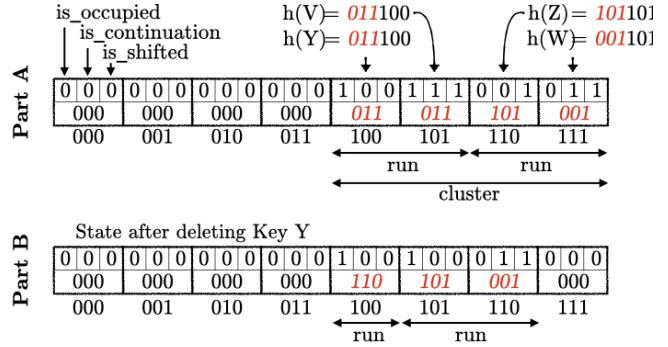 is_occupied
is_continuation
is_shifted
h(V)= 011100
h(Z)= 101101
h(Y)= 011100
h(W)= 001101
Part A
0 0 0 0 0 0 0 0 0 0 0 0 1 0 0 1 1 1 0 0 1 0 1 1
000 000 000 000 011 011 101 001
000 001 010 011 100 101 110 111
run run
cluster
Part B
State after deleting Key Y
0 0 0 0 0 0 0 0 0 0 0 0 1 0 0 1 0 0 0 1 1 0 0 0
000 000 000 000 110 101 001 000
000 001 010 011 100 101 110 111
run run